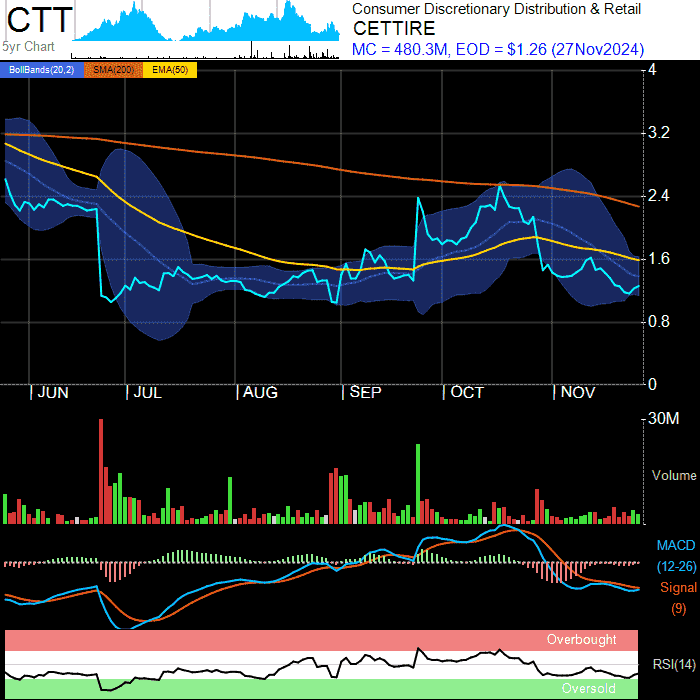 CTT
5yr Chart
Consumer Discretionary Distribution & Retail
CETTIRE
MC = 480.3M, EOD = $1.26 (27Nov2024)
BollBands(20,2) SMA(200) EMA(50)
4
3.2
2.4
1.6
0.8
0
JUN JUL AUG SEP OCT NOV
30M
Volume
MACD
(12-26)
Signal
(9)
Overbought
RSI(14)
Oversold